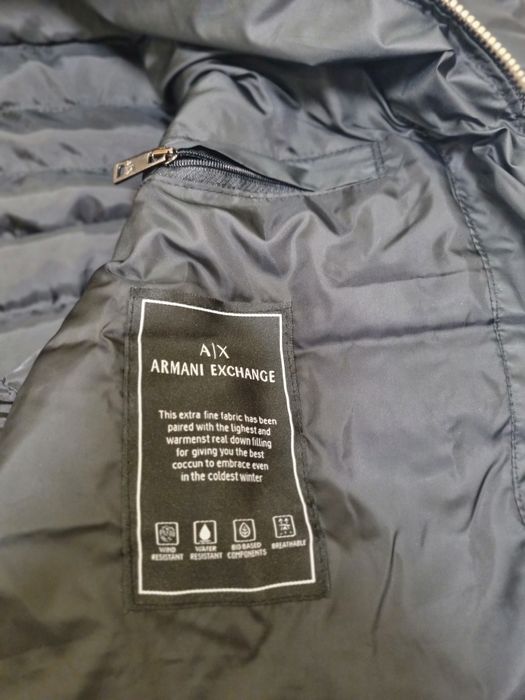 A|X
ARMANI EXCHANGE
This extra fine fabric has been
paired with the lighest and
warmenst real down filling
for giving you the best
coccun to embrace even
in the coldest winter
WIND
RESISTANT
WATER
RESISTANT
BIO BASED
COMPONENTS
BREATHABLE